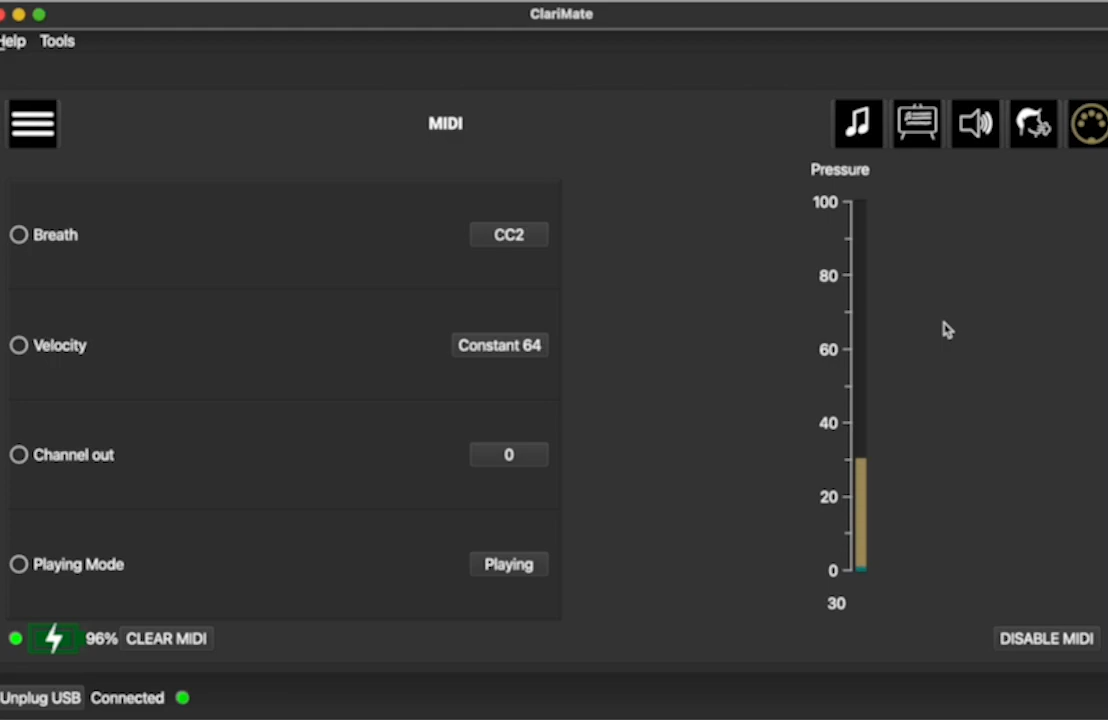 ClariMate
Help Tools
MIDI
Pressure
100
80
60
40
20
0
30
Breath CC2
Velocity Constant 64
Channel out 0
Playing Mode Playing
96% CLEAR MIDI
DISABLE MIDI
Unplug USB Connected